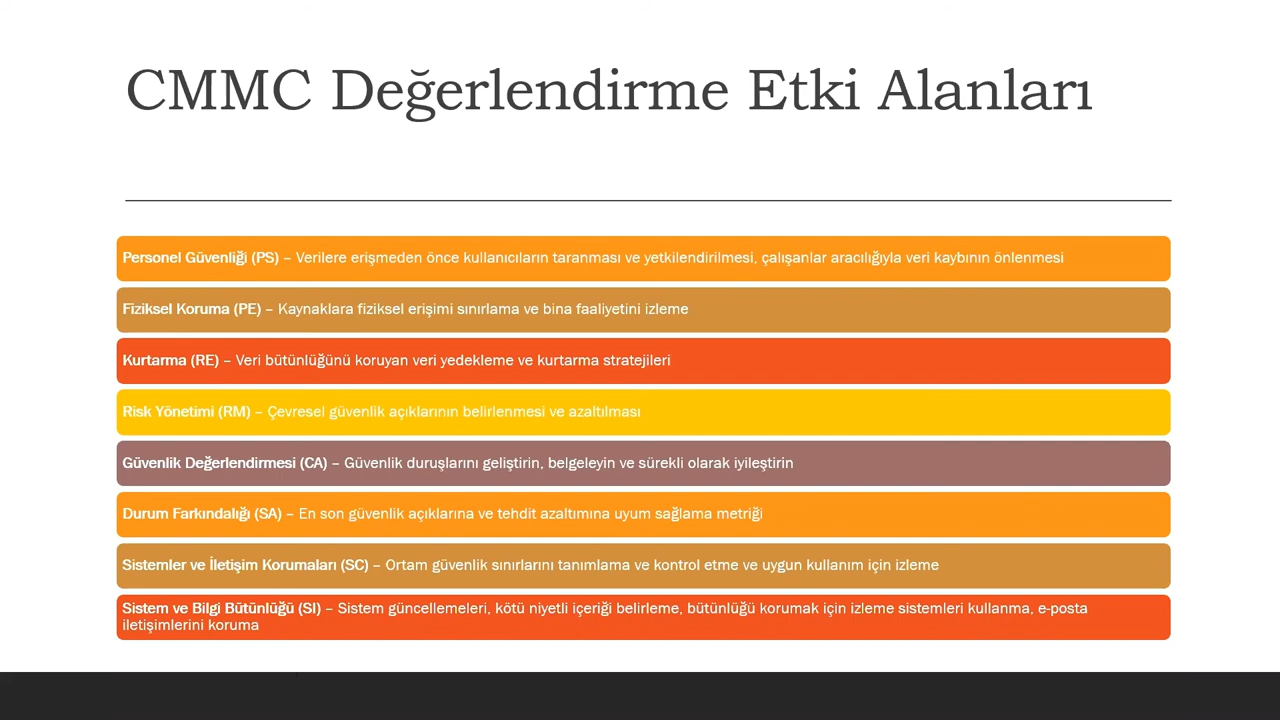 CMMC Değerlendirme Etki Alanları
Personel Güvenliği (PS) – Verilere erişmeden önce kullanıcıların taranması ve yetkilendirilmesi, çalışanlar aracılığıyla veri kaybının önlenmesi
Fiziksel Koruma (PE) – Kaynaklara fiziksel erişimi sınırlama ve bina faaliyetini izleme
Kurtarma (RE) – Veri bütünlüğünü koruyan veri yedekleme ve kurtarma stratejileri
Risk Yönetimi (RM) – Çevresel güvenlik açıklarının belirlenmesi ve azaltılması
Güvenlik Değerlendirmesi (CA) – Güvenlik duruşlarını geliştirin, belgeleyin ve sürekli olarak iyileştirin
Durum Farkındalığı (SA) – En son güvenlik açıklarına ve tehdit azaltımına uyum sağlama metriği
Sistemler ve İletişim Korumaları (SC) – Ortam güvenlik sınırlarını tanımlama ve kontrol etme ve uygun kullanım için izleme
Sistem ve Bilgi Bütünlüğü (SI) – Sistem güncellemeleri, kötü niyetli içeriği belirleme, bütünlüğü korumak için izleme sistemleri kullanma, e-posta
iletişimlerini koruma